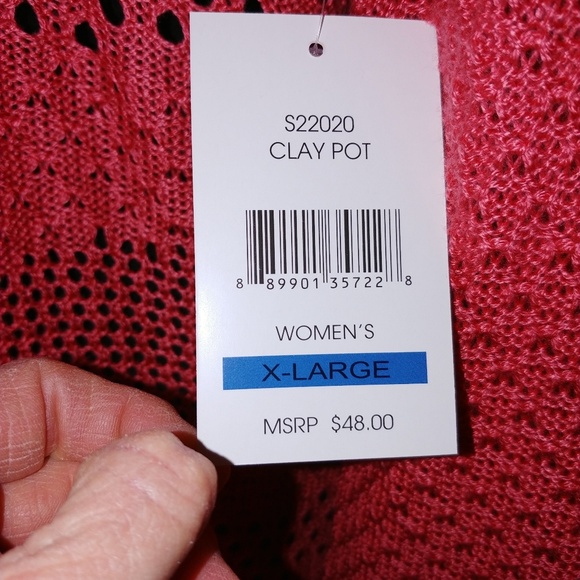 S22020
CLAY POT
8 89901 35722 8
WOMEN'S
X-LARGE
MSRP $48.00